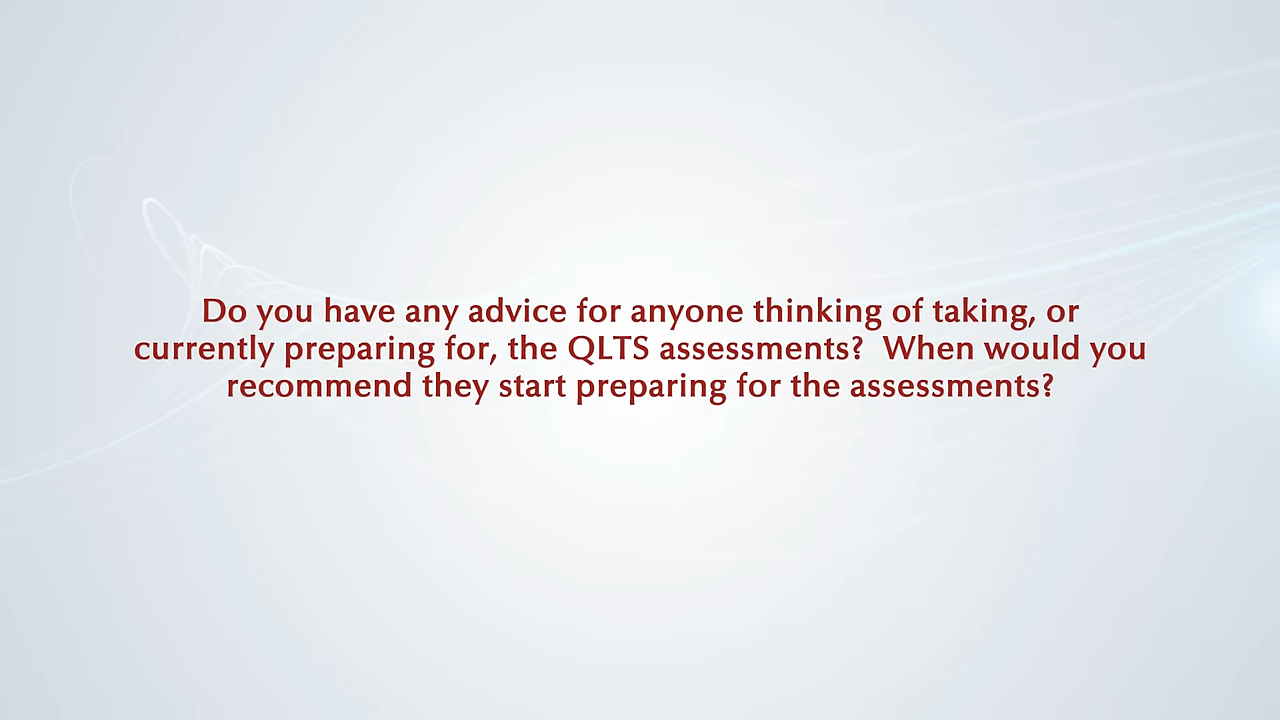 Do you have any advice for anyone thinking of taking, or
currently preparing for, the QLTS assessments?  When would you
recommend they start preparing for the assessments?